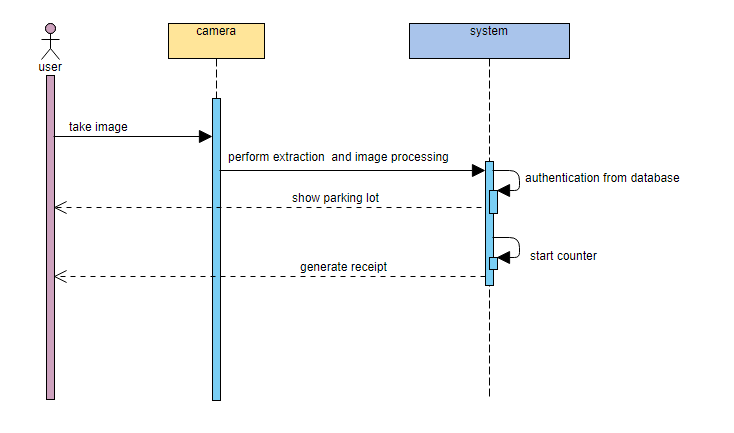 camera
system
user
take image
perform extraction and image processing
authentication from database
show parking lot
start counter
generate receipt